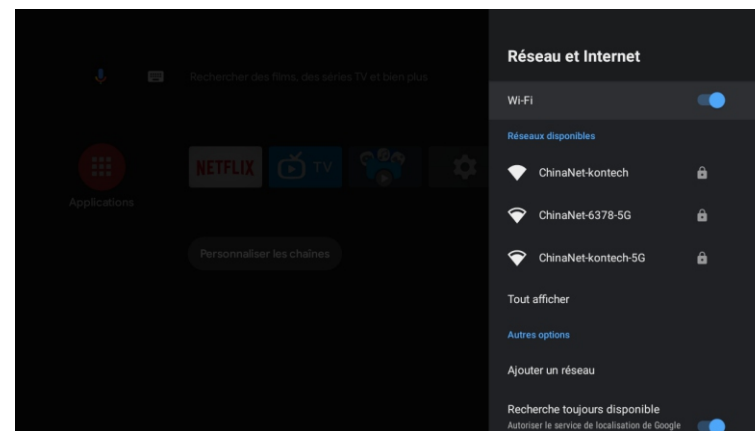 Rechercher des films, des séries TV et bien plus
NETFLIX
TV
Applications
Personnaliser les chaînes
Réseau et Internet
Wi-Fi
Réseaux disponibles
ChinaNet-kontech
ChinaNet-6378-5G
ChinaNet-kontech-5G
Tout afficher
Autres options
Ajouter un réseau
Recherche toujours disponible
Autoriser le service de localisation de Google